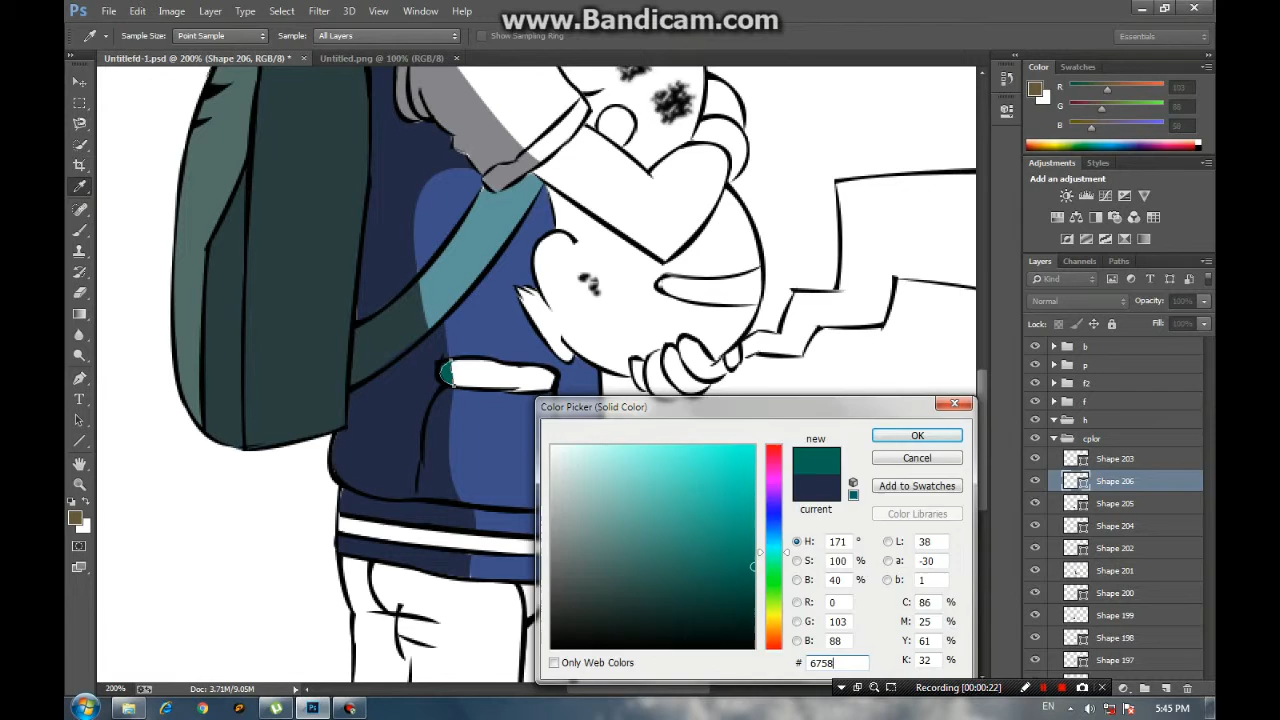 www.Bandicam.com
Ps File Edit Image Layer Type Select Filter 3D View Window Help
Sample Size: Point Sample Sample: All Layers Show Sampling Ring Essentials
Untitlefd-1.psd @ 200% (Shape 206, RGB/8) * × Untitled.png @ 100% (RGB/8) ×
Color Swatches
R
G 88
B
Adjustments Styles
Add an adjustment
Layers Channels Paths
Kind
Normal Opacity: 100%
Lock: Fill: 100%
b
p
f2
f
h
color
Shape 203
Shape 206
Shape 205
Shape 204
Shape 202
Shape 201
Shape 200
Shape 199
Shape 198
Shape 197
Color Picker (Solid Color)
new
current
OK
Cancel
Add to Swatches
Color Libraries
H: 171 ° L: 38
S: 100 % a: -30
B: 40 % b: 1
R: 0 C: 86 %
G: 103 M: 25 %
B: 88 Y: 61 %
# 6758 K: 32 %
Only Web Colors
200% Doc: 3.71M/9.05M
Recording [00:00:22]
Ps EN 5:45 PM